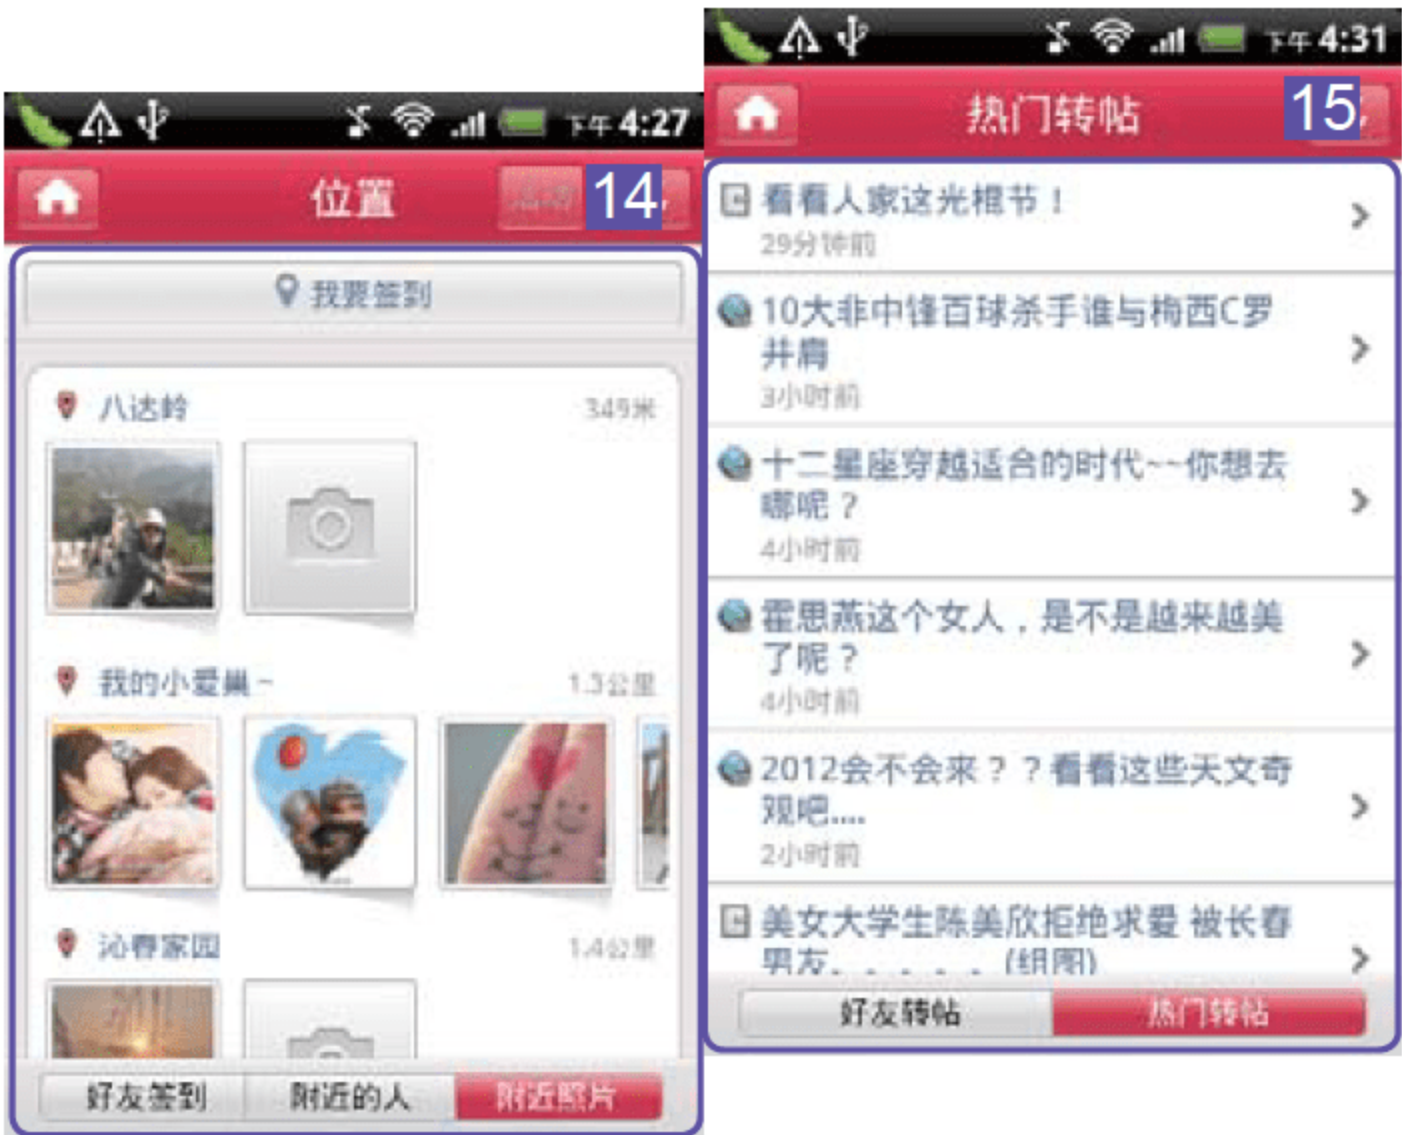 下午 4:27
位置
14
我要签到
八达岭
349米
我的小爱巢~
1.3公里
沁春家园
1.4公里
好友签到
附近的人
附近照片
下午 4:31
热门转帖
15
看看人家这光棍节！
29分钟前
10大非中锋百球杀手谁与梅西C罗
并肩
3小时前
十二星座穿越适合的时代~~你想去
哪呢？
4小时前
霍思燕这个女人，是不是越来越美
了呢？
4小时前
2012会不会来？？看看这些天文奇
观吧....
2小时前
美女大学生陈美欣拒绝求爱 被长春
男友。。。。。(组图)
好友转帖
热门转帖